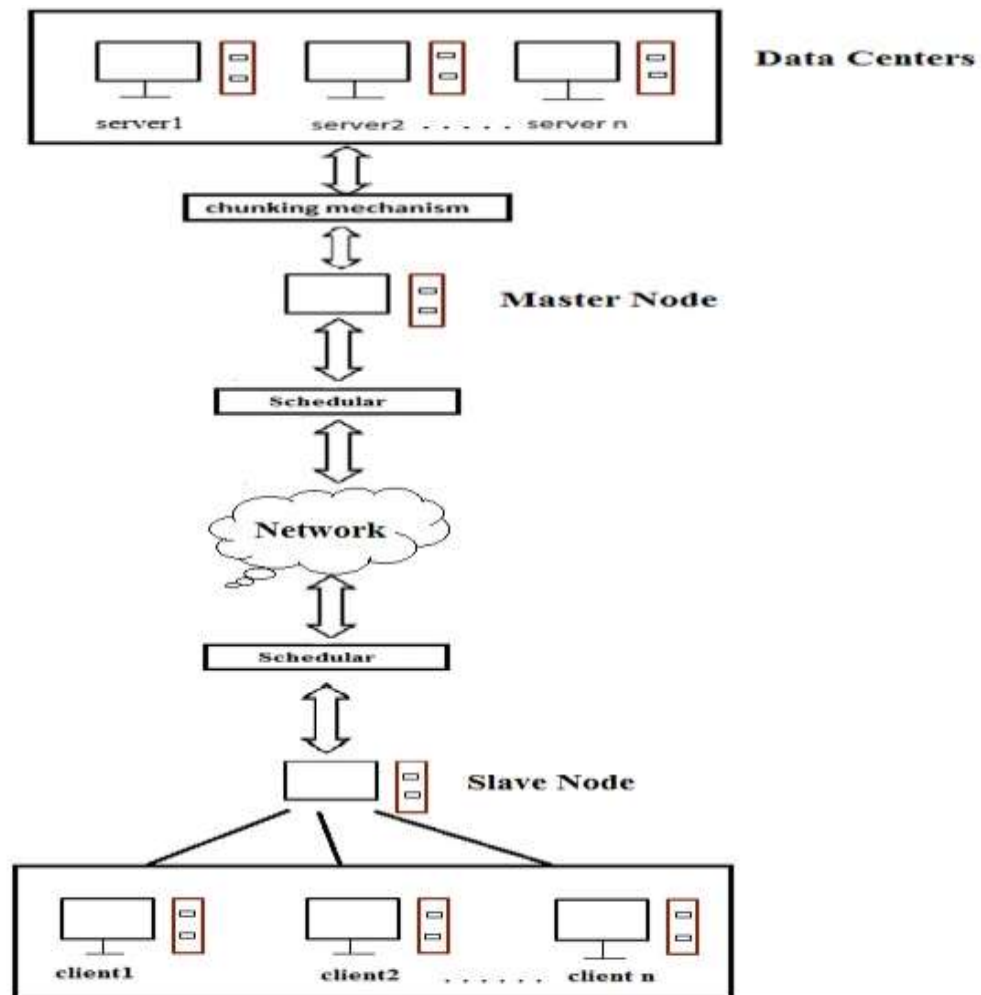 Data Centers
server1 server2 . . . . . server n
chunking mechanism
Master Node
Schedular
Network
Schedular
Slave Node
client1 client2 . . . . . . client n